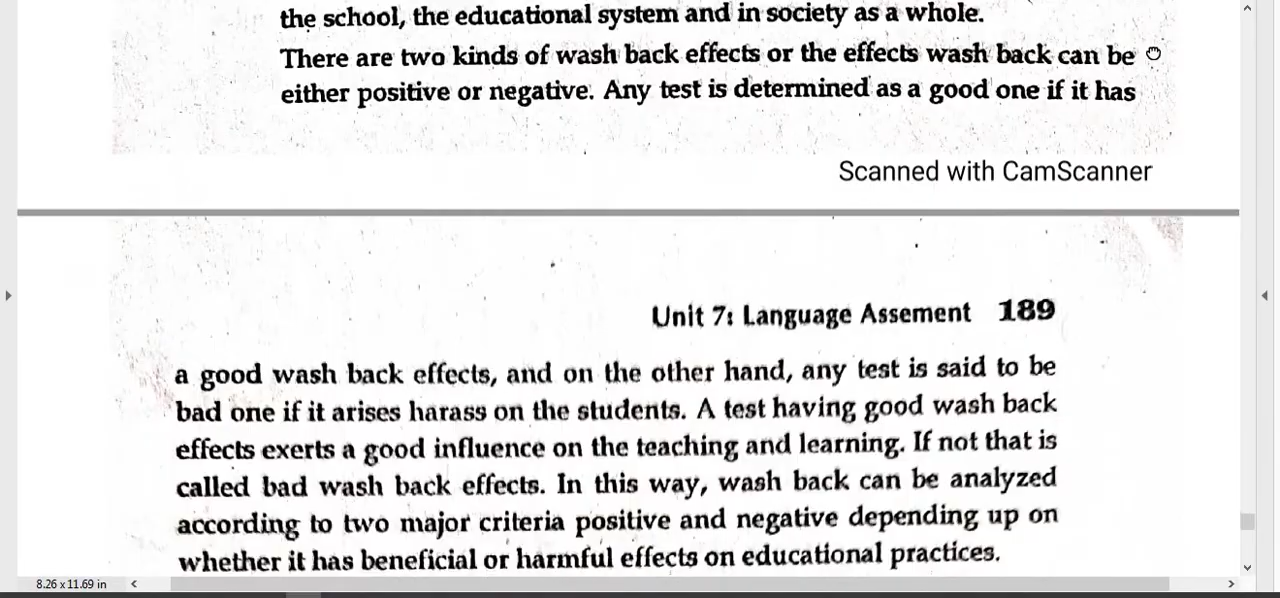 the school, the educational system and in society as a whole.
There are two kinds of wash back effects or the effects wash back can be
either positive or negative. Any test is determined as a good one if it has
Scanned with CamScanner
Unit 7: Language Assement 189
a good wash back effects, and on the other hand, any test is said to be
bad one if it arises harass on the students. A test having good wash back
effects exerts a good influence on the teaching and learning. If not that is
called bad wash back effects. In this way, wash back can be analyzed
according to two major criteria positive and negative depending up on
whether it has beneficial or harmful effects on educational practices.
8.26 x 11.69 in